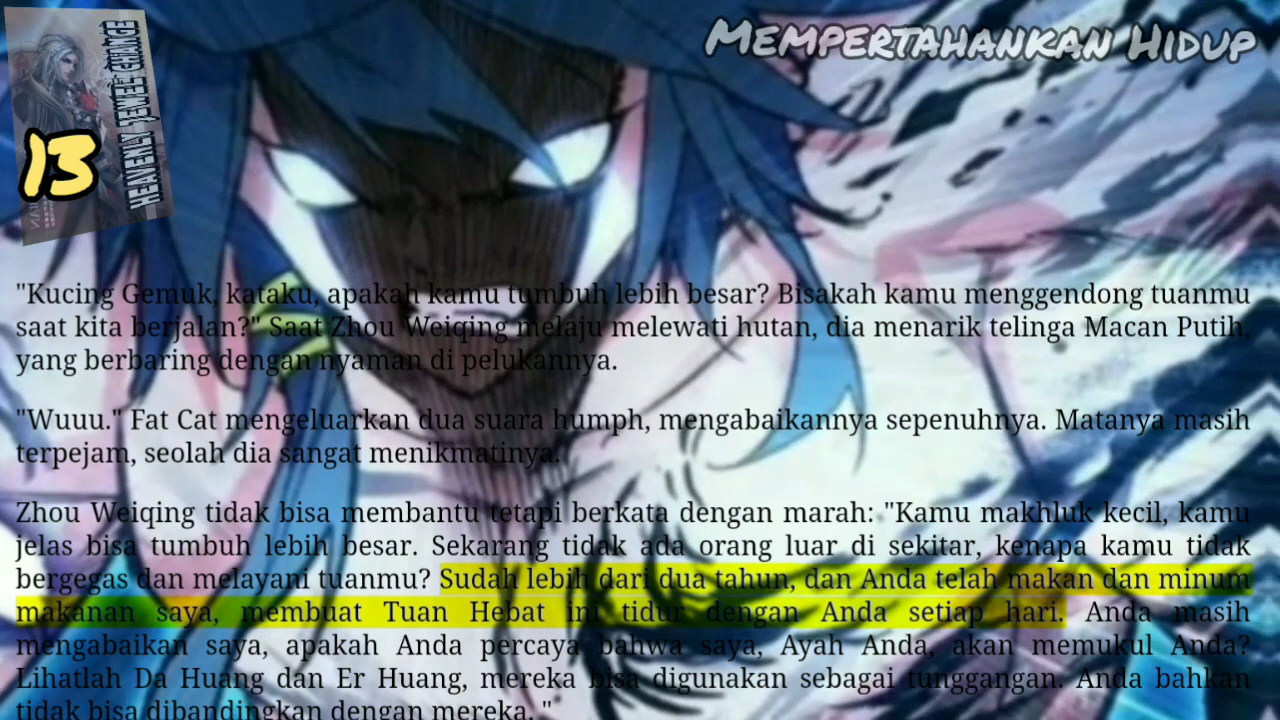 Mempertahankan Hidup
HEAVENLY JEWEL CHANGE
13
"Kucing Gemuk, kataku, apakah kamu tumbuh lebih besar? Bisakah kamu menggendong tuanmu
saat kita berjalan?" Saat Zhou Weiqing melaju melewati hutan, dia menarik telinga Macan Putih,
yang berbaring dengan nyaman di pelukannya.
"Wuuu." Fat Cat mengeluarkan dua suara humph, mengabaikannya sepenuhnya. Matanya masih
terpejam, seolah dia sangat menikmatinya.
Zhou Weiqing tidak bisa membantu tetapi berkata dengan marah: "Kamu makhluk kecil, kamu
jelas bisa tumbuh lebih besar. Sekarang tidak ada orang luar di sekitar, kenapa kamu tidak
bergegas dan melayani tuanmu? Sudah lebih dari dua tahun, dan Anda telah makan dan minum
makanan saya, membuat Tuan Hebat ini tidur dengan Anda setiap hari. Anda masih
mengabaikan saya, apakah Anda percaya bahwa saya, Ayah Anda, akan memukul Anda?
Lihatlah Da Huang dan Er Huang, mereka bisa digunakan sebagai tunggangan. Anda bahkan
tidak bisa dibandingkan dengan mereka. "